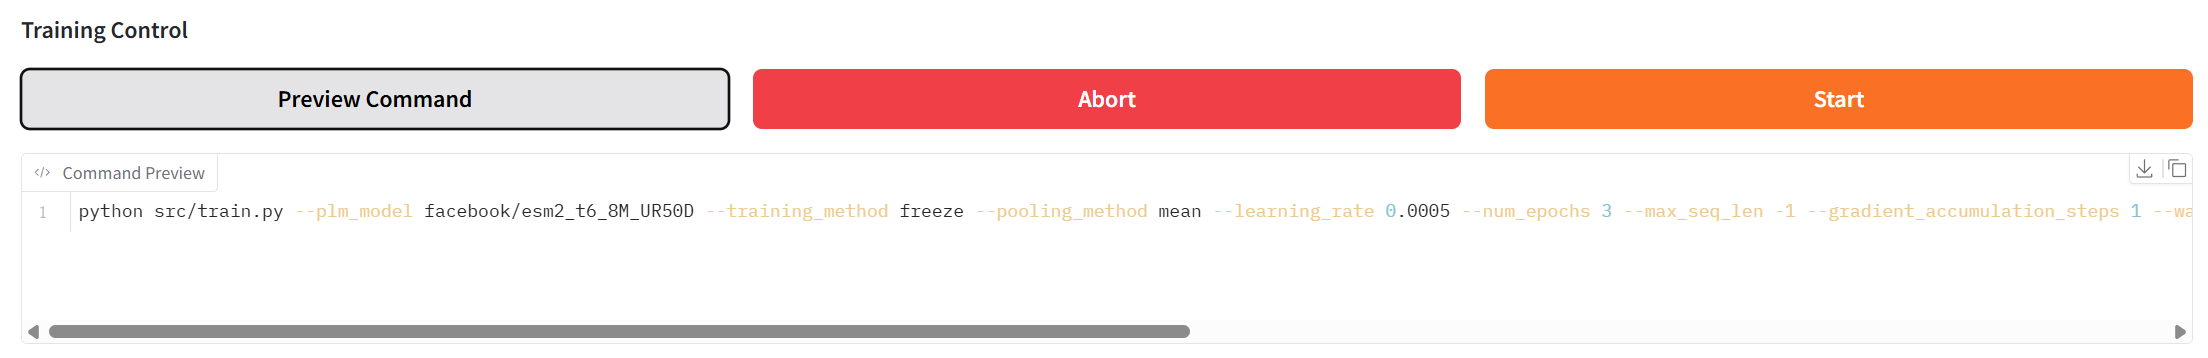 Training Control
Preview Command
Abort
Start
</> Command Preview
1 python src/train.py --plm_model facebook/esm2_t6_8M_UR50D --training_method freeze --pooling_method mean --learning_rate 0.0005 --num_epochs 3 --max_seq_len -1 --gradient_accumulation_steps 1 --wa